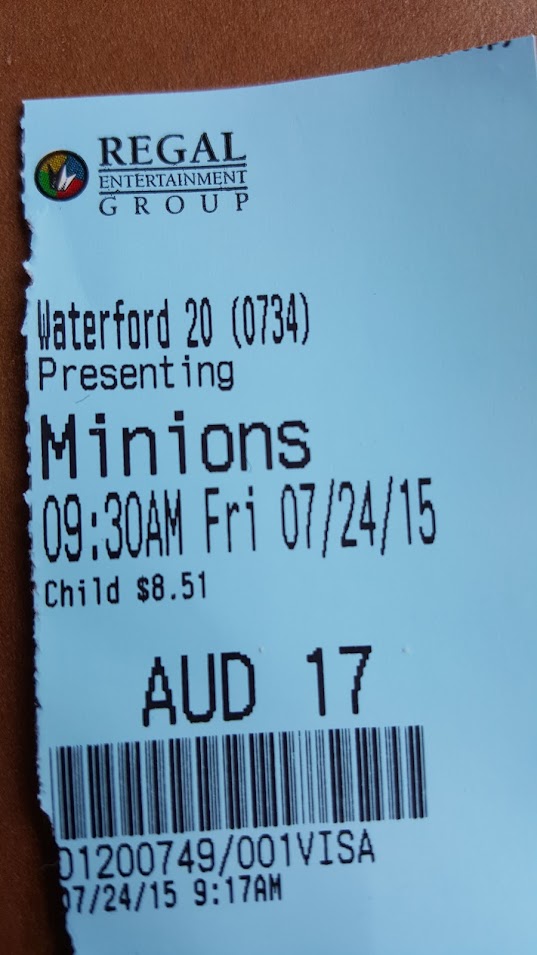 REGAL
ENTERTAINMENT
GROUP
Waterford 20 (0734)
Presenting
Minions
09:30AM Fri 07/24/15
Child $8.51
AUD 17
01200749/001VISA
07/24/15 9:17AM